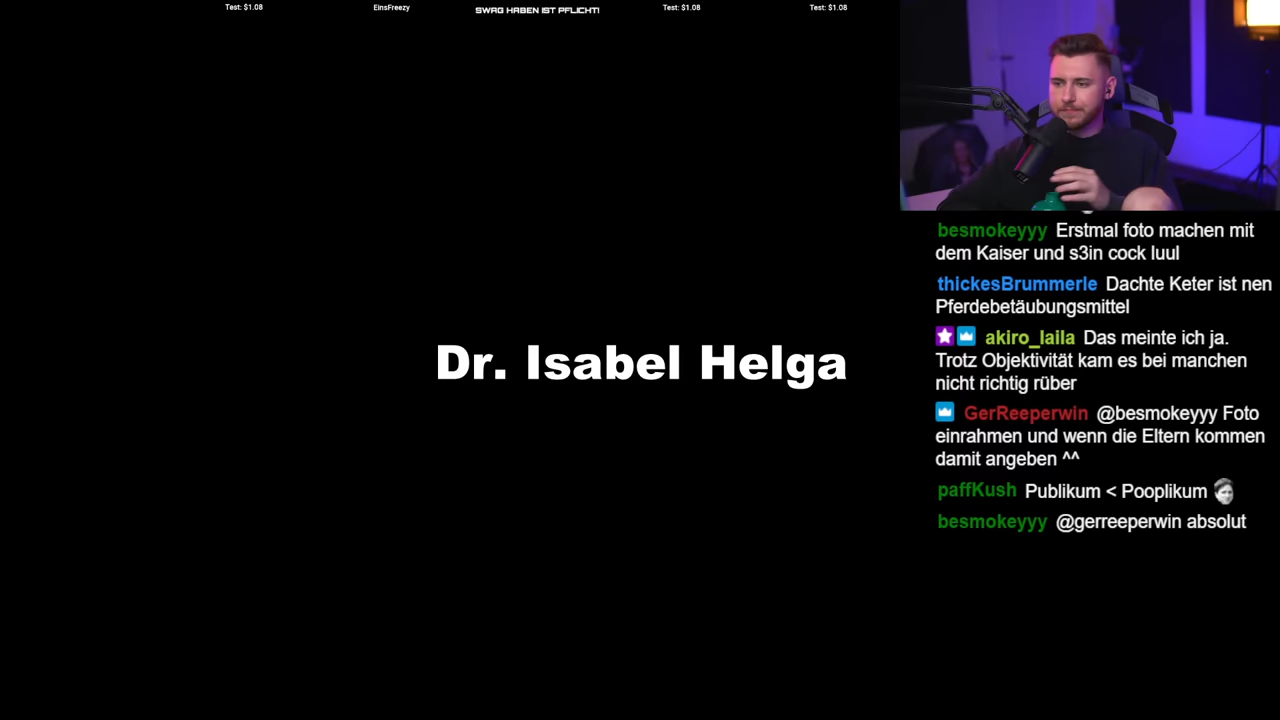 Test: $1.08
EinsFreezy
SWAG HABEN IST PFLICHT!
Test: $1.08
Test: $1.08
besmokeyyy Erstmal foto machen mit
dem Kaiser und s3in cock luul
thickesBrummerle Dachte Keter ist nen
Pferdebetäubungsmittel
akiro_laila Das meinte ich ja.
Trotz Objektivität kam es bei manchen
nicht richtig rüber
Dr. Isabel Helga
GerReeperwin @besmokeyyy Foto
einrahmen und wenn die Eltern kommen
damit angeben ^^
paffKush Publikum < Pooplikum
besmokeyyy @gerreeperwin absolut